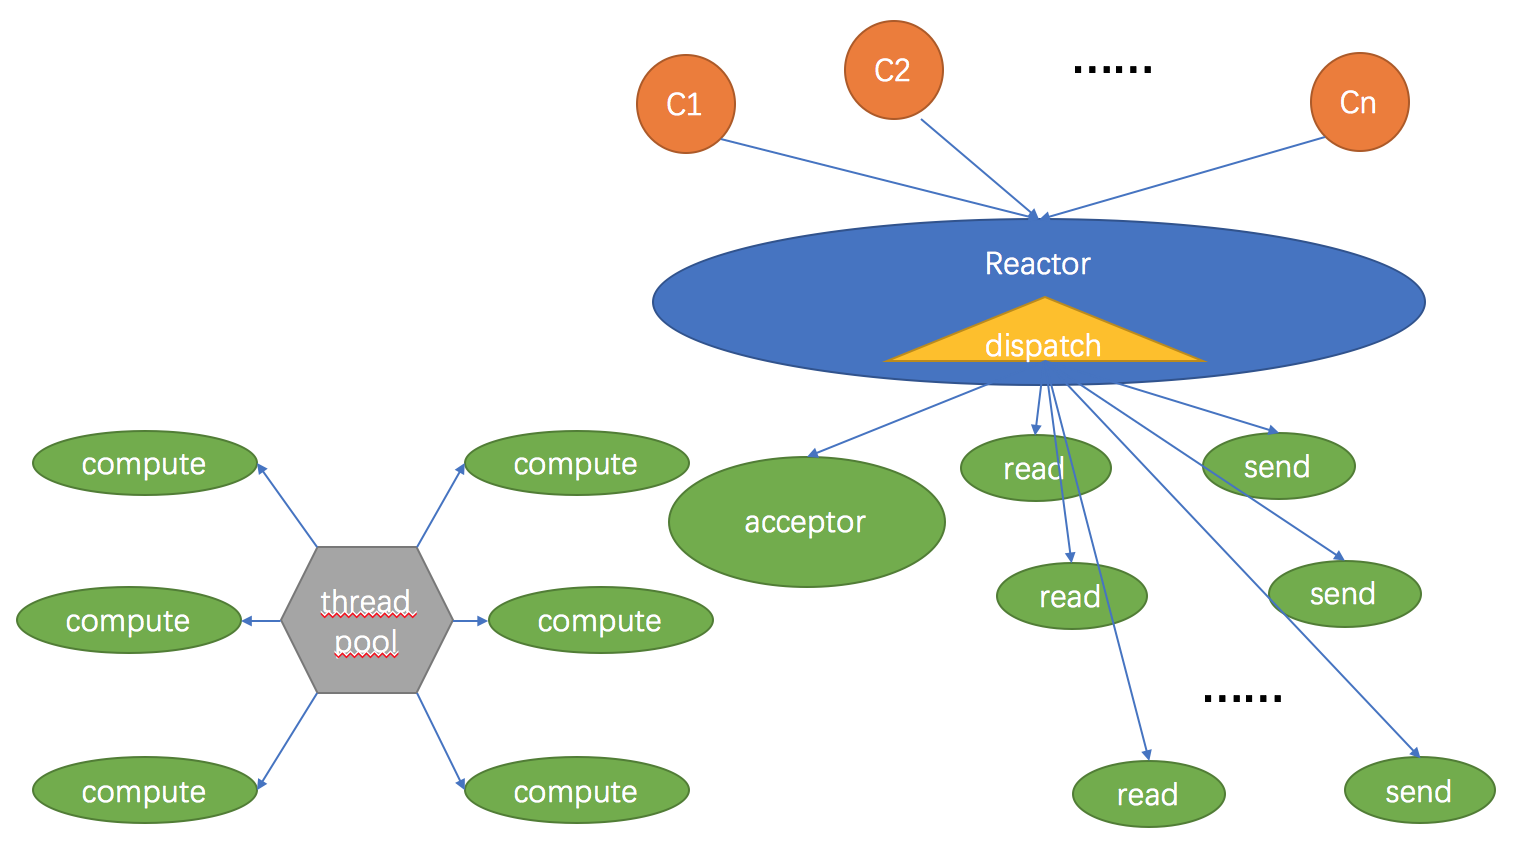 C1
C2
……
Cn
Reactor
dispatch
compute
compute
acceptor
read
send
compute
thread
pool
compute
read
send
……
compute
compute
read
send